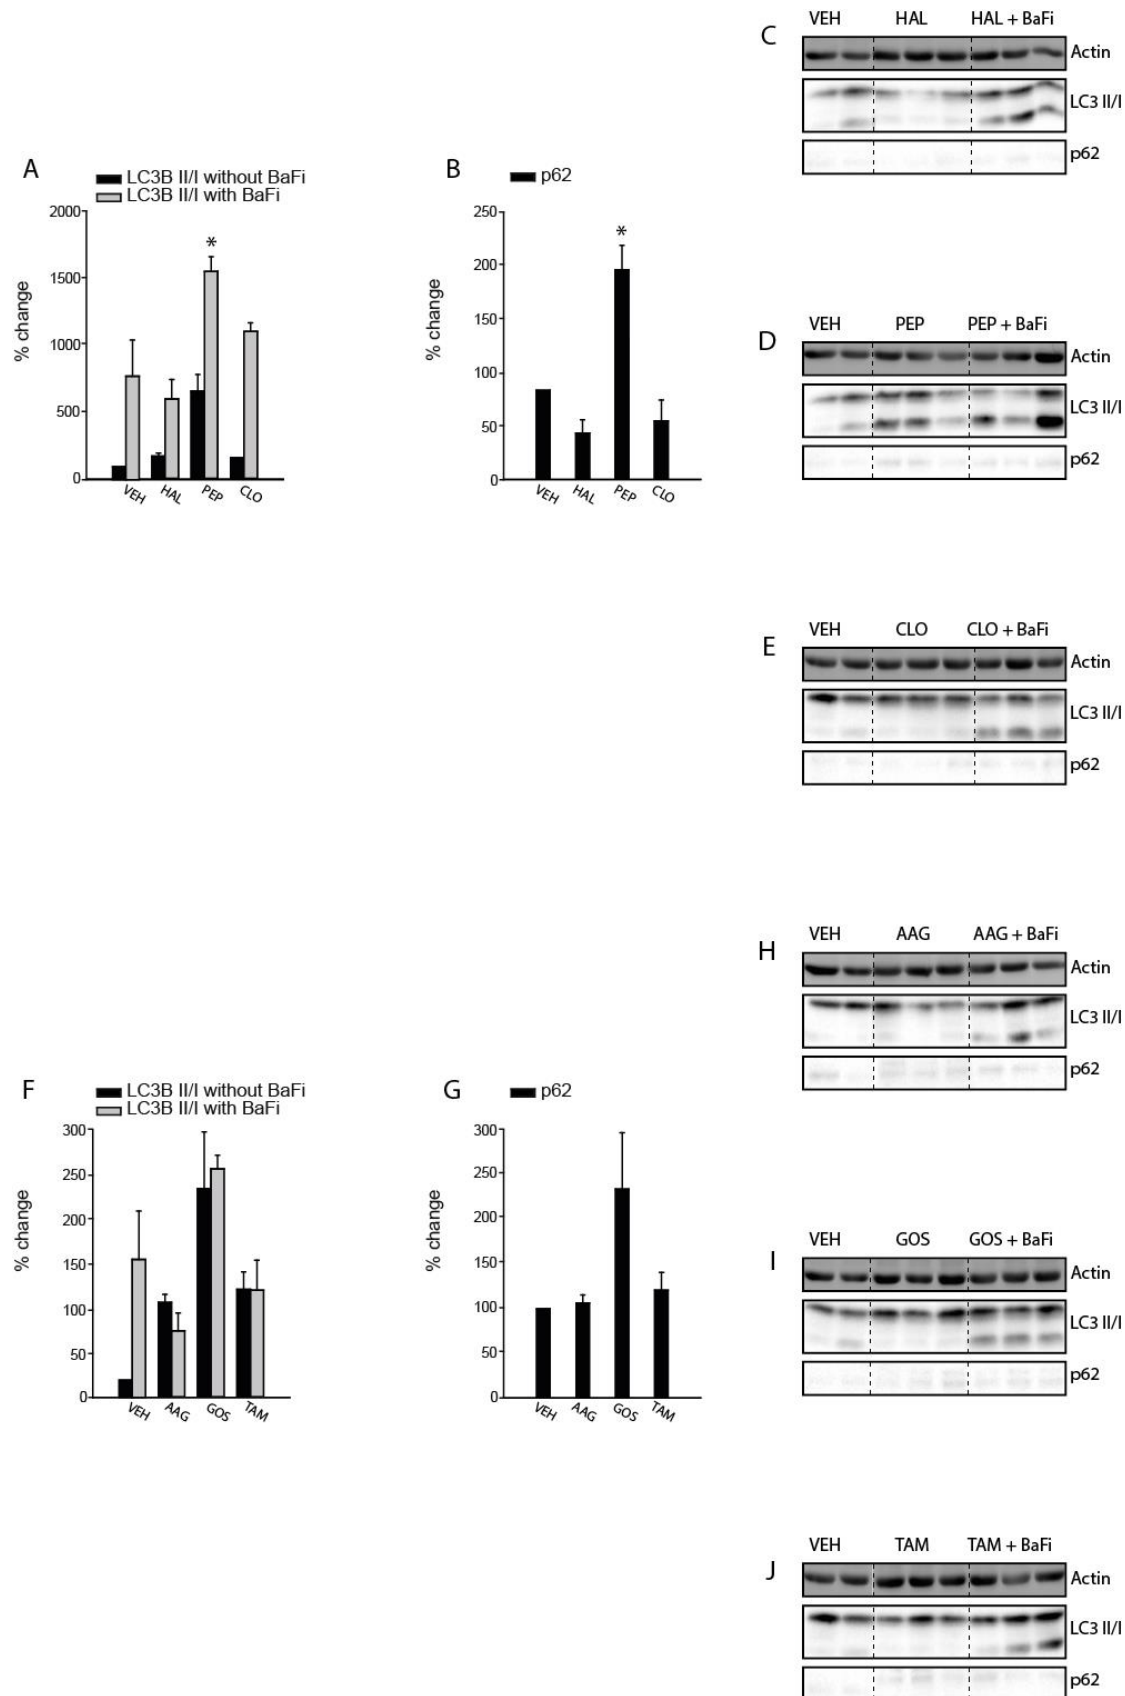 C
VEH HAL HAL + BaFi
Actin
LC3 II/I
p62
A
LC3B II/I without BaFi
LC3B II/I with BaFi
2000
1500
1000
500
0
% change
*
VEH HAL PEP CLO
B
p62
250
200
150
100
50
0
% change
*
VEH HAL PEP CLO
D
VEH PEP PEP + BaFi
Actin
LC3 II/I
p62
E
VEH CLO CLO + BaFi
Actin
LC3 II/I
p62
H
VEH AAG AAG + BaFi
Actin
LC3 II/I
p62
F
LC3B II/I without BaFi
LC3B II/I with BaFi
300
250
200
150
100
50
0
% change
VEH AAG GOS TAM
G
p62
300
250
200
150
100
50
0
% change
VEH AAG GOS TAM
I
VEH GOS GOS + BaFi
Actin
LC3 II/I
p62
J
VEH TAM TAM + BaFi
Actin
LC3 II/I
p62